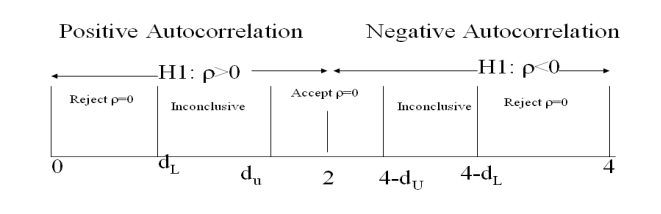 Positive Autocorrelation Negative Autocorrelation
H1: ρ>0 H1: ρ<0
Reject ρ=0 Inconclusive Accept ρ=0 Inconclusive Reject ρ=0
0 dL du 2 4-dU 4-dL 4